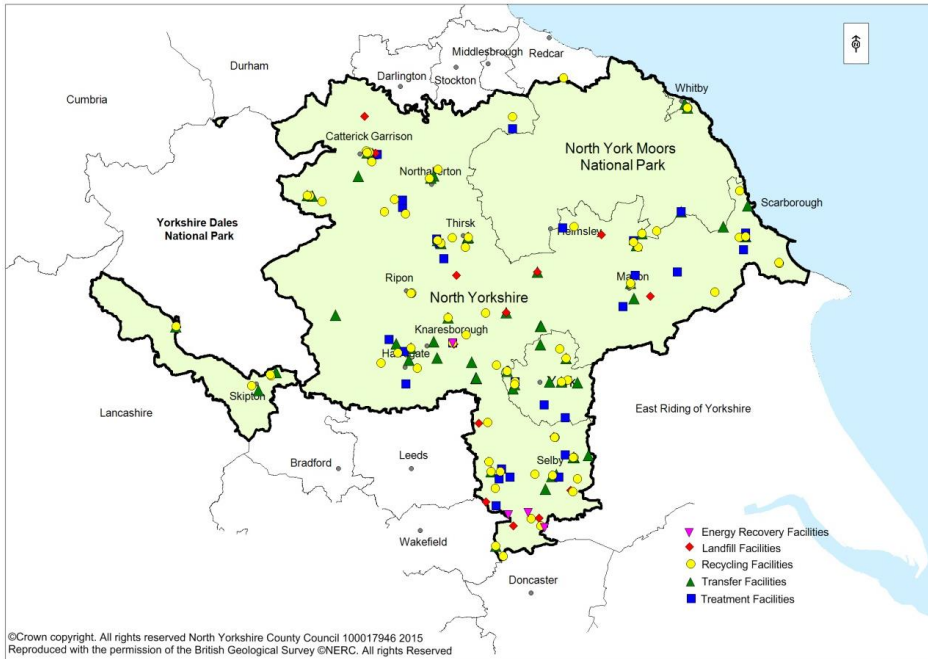 Redcar
Middlesbrough
Durham
Darlington
Stockton
Cumbria
Whitby
Catterick Garrison
North York Moors
National Park
Northallerton
Scarborough
Yorkshire Dales
National Park
Thirsk
Helmsley
Ripon
Malton
North Yorkshire
Knaresborough
Harrogate
York
Skipton
Lancashire
East Riding of Yorkshire
Bradford
Leeds
Selby
Wakefield
Doncaster
Energy Recovery Facilities
Landfill Facilities
Recycling Facilities
Transfer Facilities
Treatment Facilities
©Crown copyright. All rights reserved North Yorkshire County Council 100017946 2015
Reproduced with the permission of the British Geological Survey ©NERC. All rights Reserved